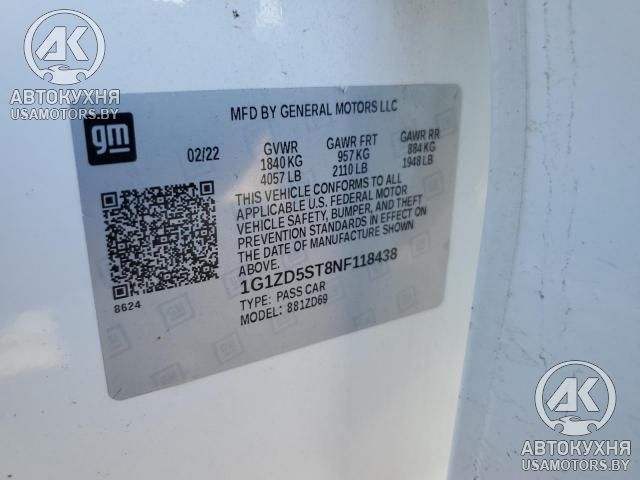 AK
АВТОКУХНЯ
USAMOTORS.BY
gm
MFD BY GENERAL MOTORS LLC
02/22
GVWR
1840 KG
4057 LB
GAWR FRT
957 KG
2110 LB
GAWR RR
884 KG
1948 LB
THIS VEHICLE CONFORMS TO ALL
APPLICABLE U.S. FEDERAL MOTOR
VEHICLE SAFETY, BUMPER, AND THEFT
PREVENTION STANDARDS IN EFFECT ON
THE DATE OF MANUFACTURE SHOWN
ABOVE.
8624
1G1ZD5ST8NF118438
TYPE: PASS CAR
MODEL: 881ZD69
AK
АВТОКУХНЯ
USAMOTORS.BY